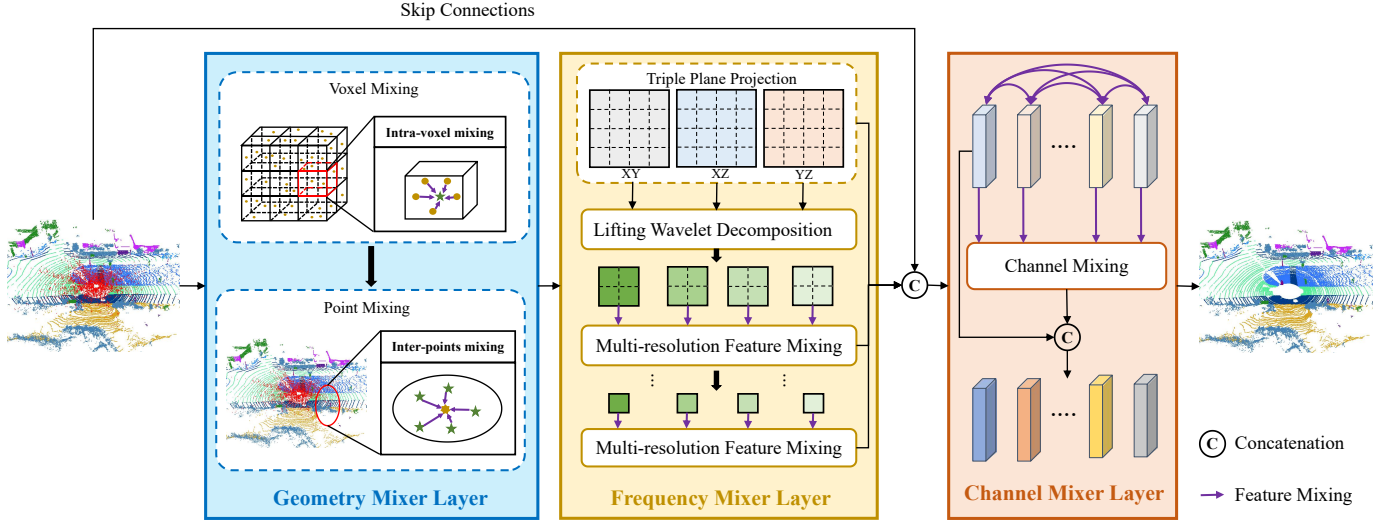 Skip Connections
Voxel Mixing
Intra-voxel mixing
Point Mixing
Inter-points mixing
Geometry Mixer Layer
Triple Plane Projection
XY XZ YZ
Lifting Wavelet Decomposition
Multi-resolution Feature Mixing
⋮ ⋮
Multi-resolution Feature Mixing
Frequency Mixer Layer
C
....
Channel Mixing
C
....
Channel Mixer Layer
C Concatenation
Feature Mixing